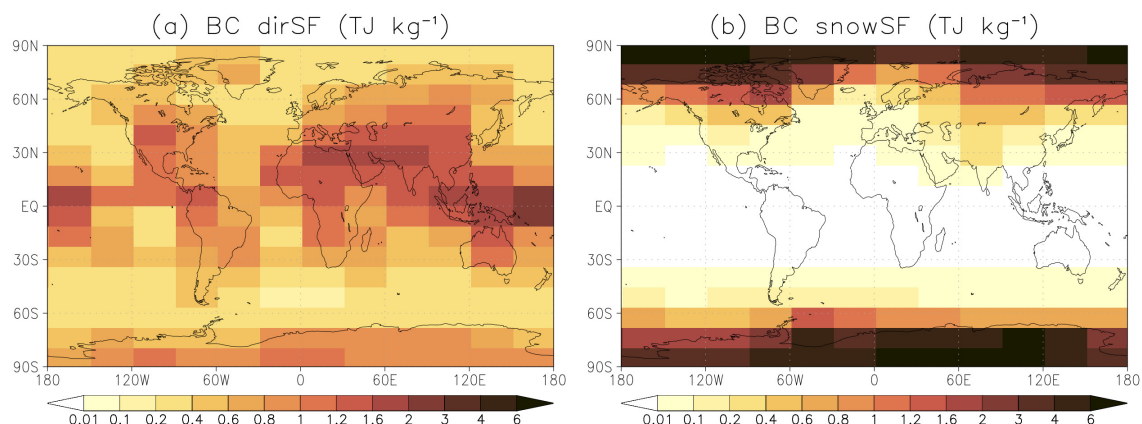 (a) BC dirSF (TJ kg⁻¹)
90N
60N
30N
EQ
30S
60S
90S
180 120W 60W 0 60E 120E 180
0.01 0.1 0.2 0.4 0.6 0.8 1 1.2 1.6 2 3 4 6
(b) BC snowSF (TJ kg⁻¹)
90N
60N
30N
EQ
30S
60S
90S
180 120W 60W 0 60E 120E 180
0.01 0.1 0.2 0.4 0.6 0.8 1 1.2 1.6 2 3 4 6